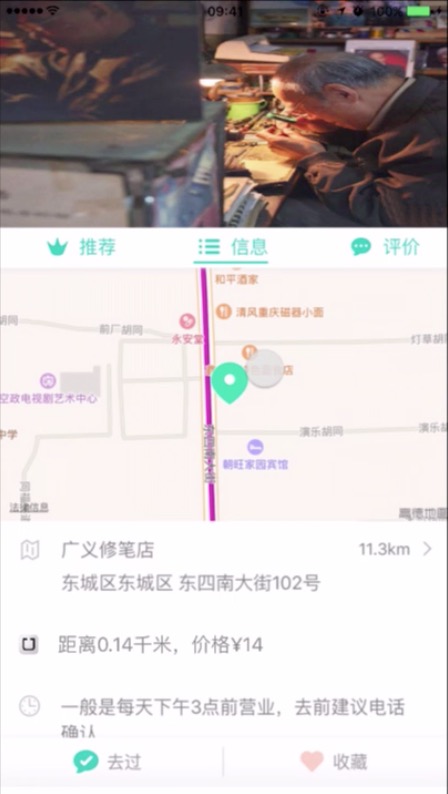 09:41
100%
推荐
信息
评价
和平酒家
清风重庆磁器小面
前厂胡同
永安堂
灯草胡同
店
空政电视剧艺术中心
演乐胡同
演乐胡
中学
东四南大街
朝旺家园宾馆
法律信息
高德地图
广义修笔店
11.3km
东城区东城区 东四南大街102号
距离0.14千米，价格¥14
一般是每天下午3点前营业，去前建议电话
确认
去过
收藏